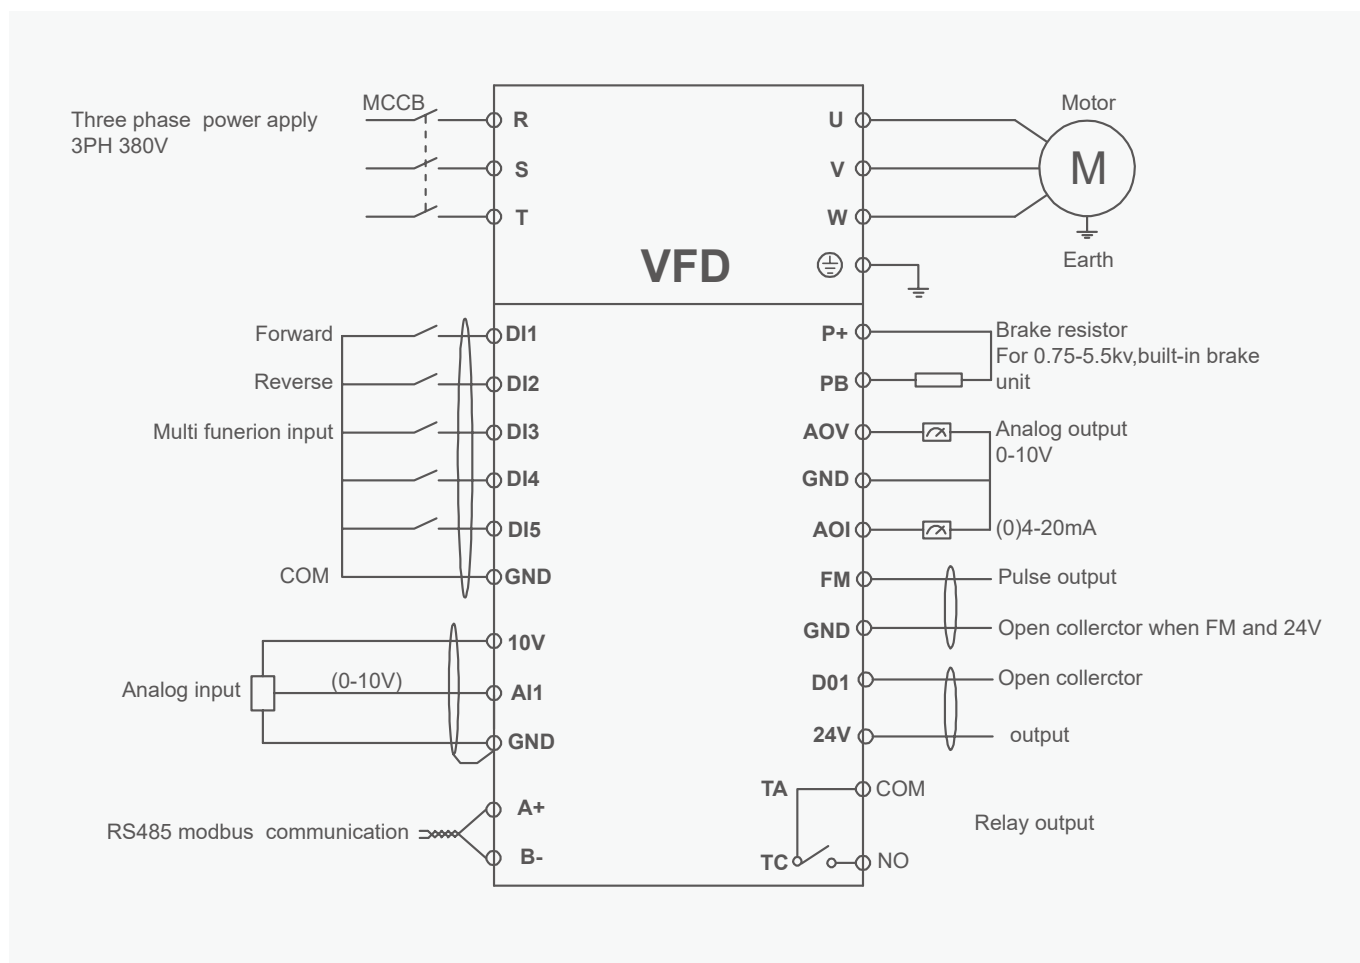 Three phase  power apply
3PH 380V
MCCB
R
S
T
U
V
W
Motor
M
Earth
VFD
Forward
Reverse
Multi funerion input
COM
DI1
DI2
DI3
DI4
DI5
GND
P+
PB
Brake resistor
For 0.75-5.5kv,built-in brake
unit
AOV
GND
AOI
Analog output
0-10V
(0)4-20mA
FM
GND
Pulse output
Open collerctor when FM and 24V
D01
24V
Open collerctor
output
Analog input
(0-10V)
10V
AI1
GND
RS485 modbus  communication
A+
B-
TA
TC
COM
NO
Relay output